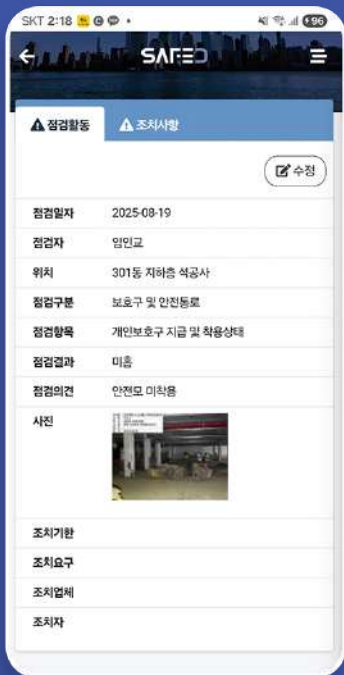 SKT 2:18
96
SAFED
점검활동
조치사항
수정
점검일자 2025-08-19
점검자 임인교
위치 301동 지하층 석공사
점검구분 보호구 및 안전통로
점검항목 개인보호구 지급 및 착용상태
점검결과 미흡
점검의견 안전모 미착용
사진
조치기한
조치요구
조치업체
조치자